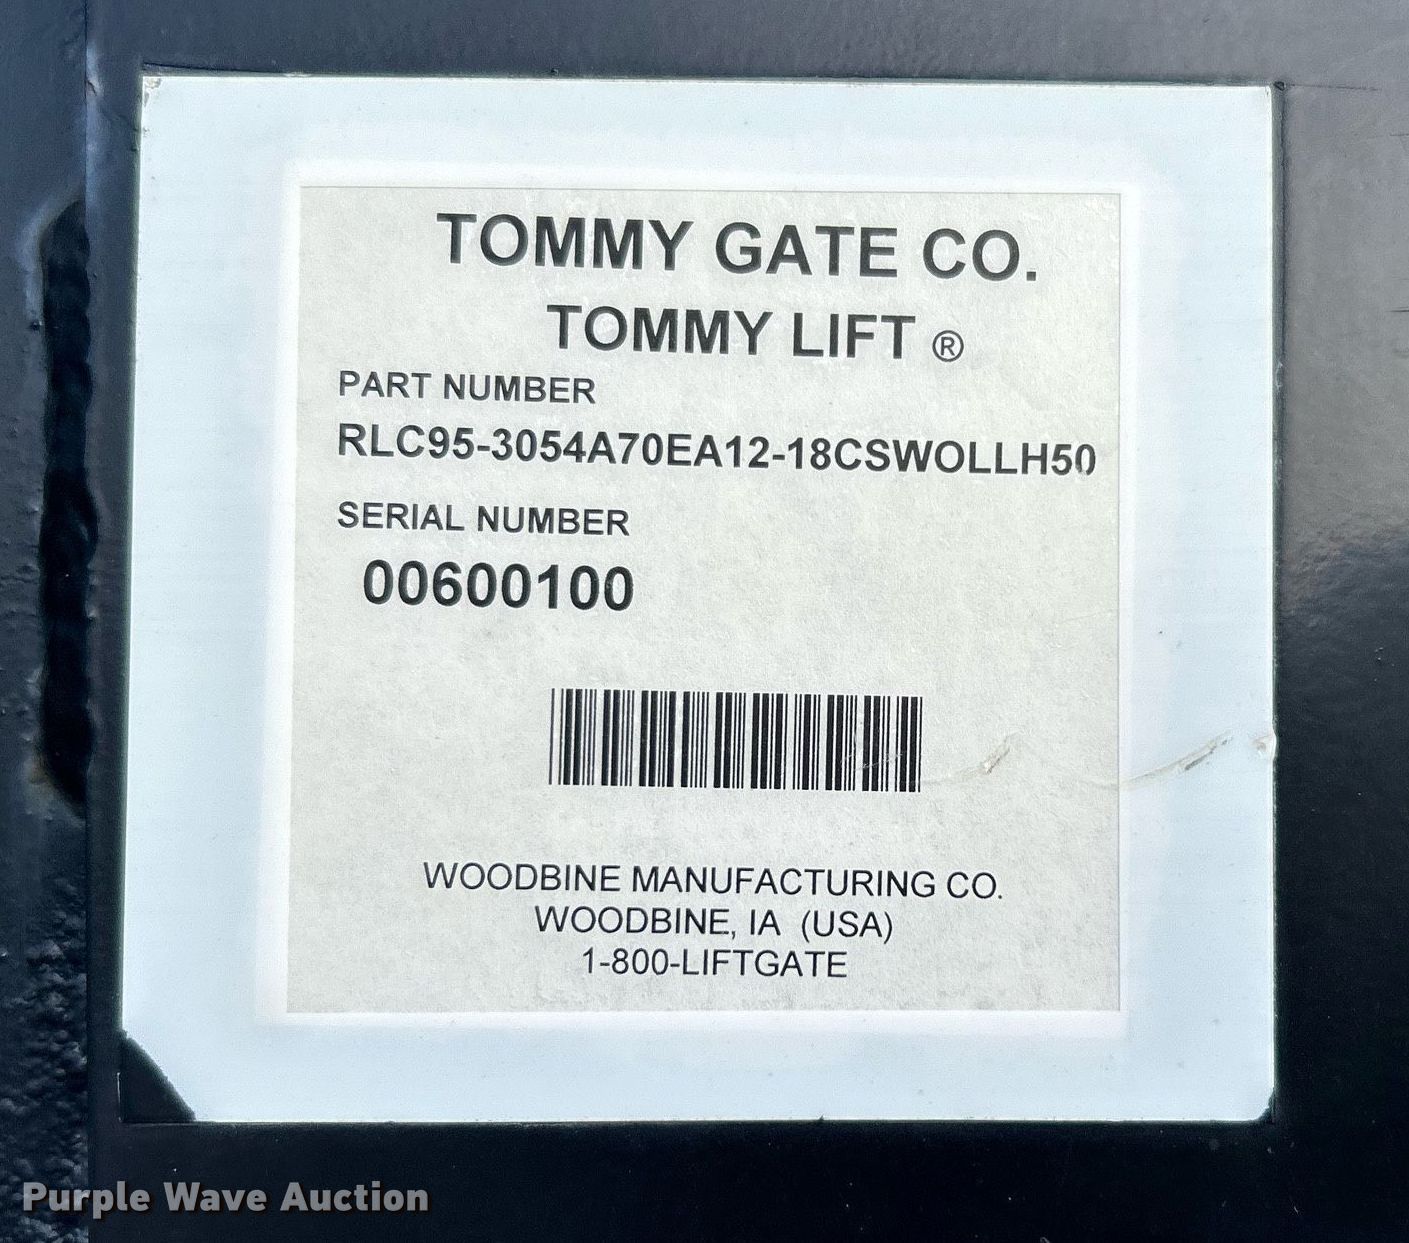 TOMMY GATE CO.
TOMMY LIFT ®
PART NUMBER
RLC95-3054A70EA12-18CSWOLLH50
SERIAL NUMBER
00600100
WOODBINE MANUFACTURING CO.
WOODBINE, IA (USA)
1-800-LIFTGATE
Purple Wave Auction